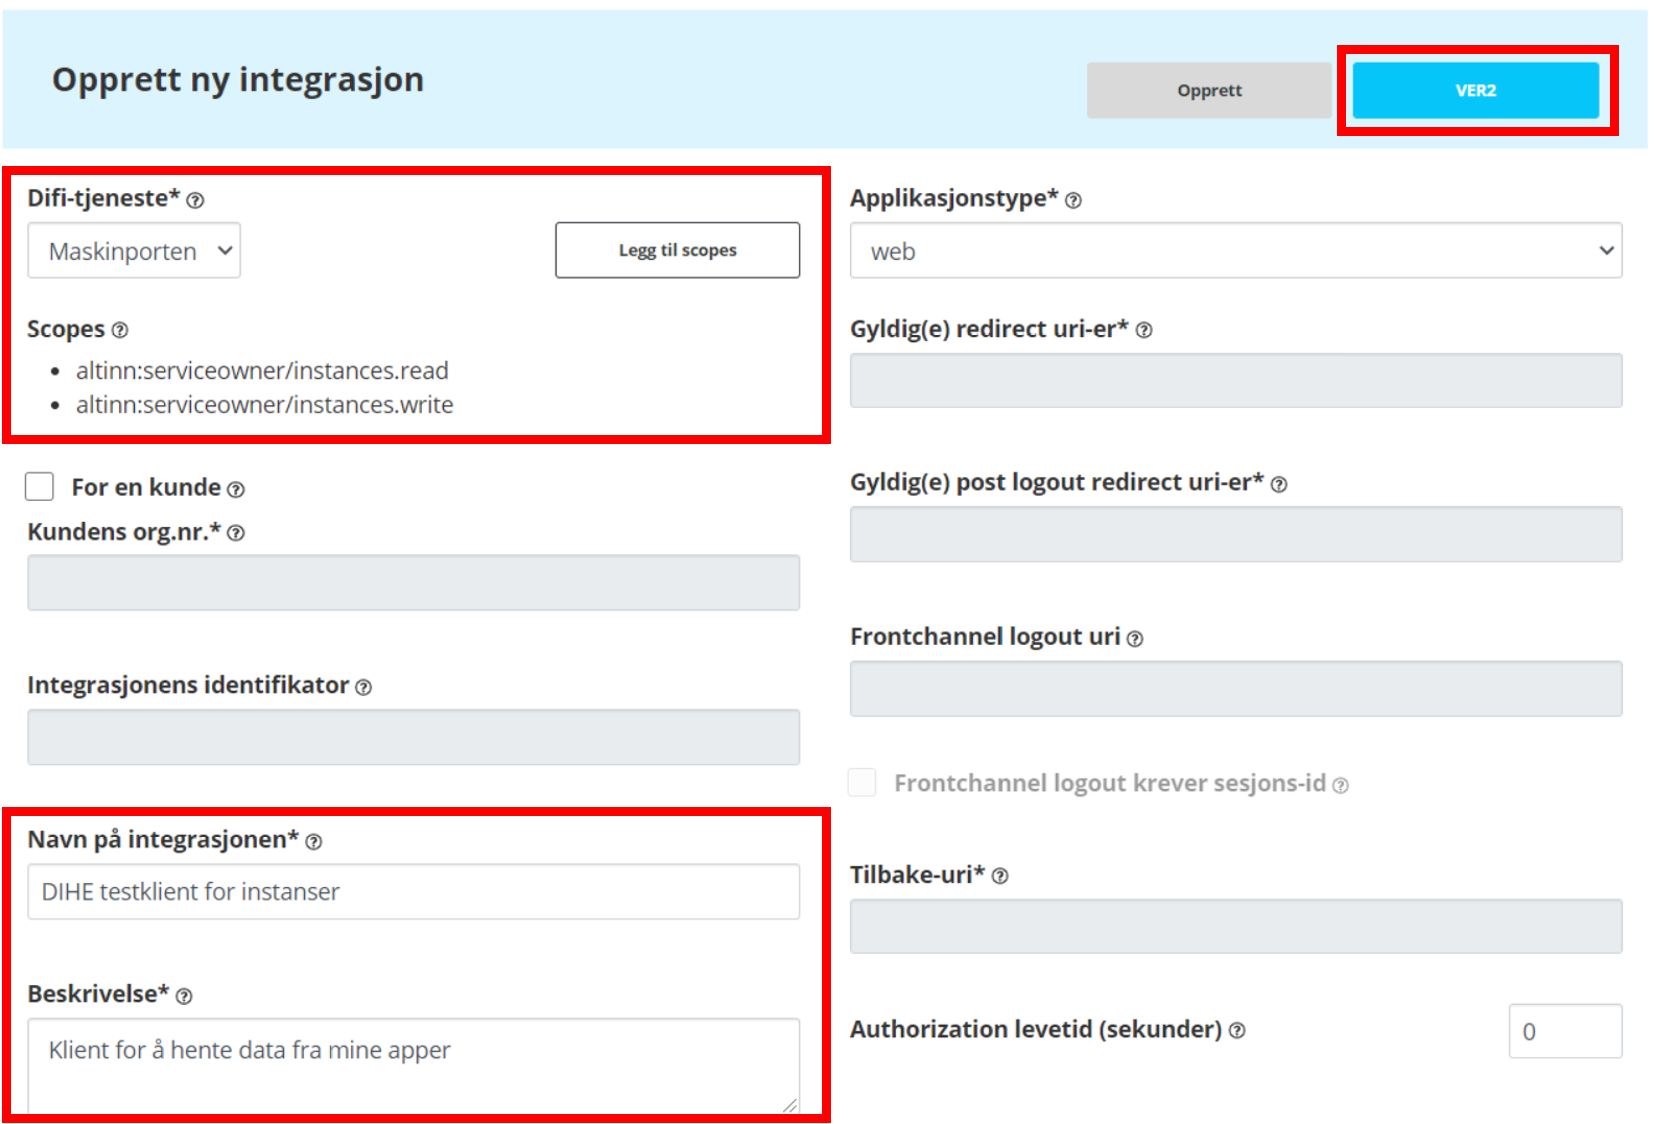 Opprett ny integrasjon
Opprett
VER2
Difi-tjeneste*
Maskinporten
Legg til scopes
Scopes
• altinn:serviceowner/instances.read
• altinn:serviceowner/instances.write
For en kunde
Kundens org.nr.*
Integrasjonens identifikator
Navn på integrasjonen*
DIHE testklient for instanser
Beskrivelse*
Klient for å hente data fra mine apper
Applikasjonstype*
web
Gyldig(e) redirect uri-er*
Gyldig(e) post logout redirect uri-er*
Frontchannel logout uri
Frontchannel logout krever sesjons-id
Tilbake-uri*
Authorization levetid (sekunder)
0